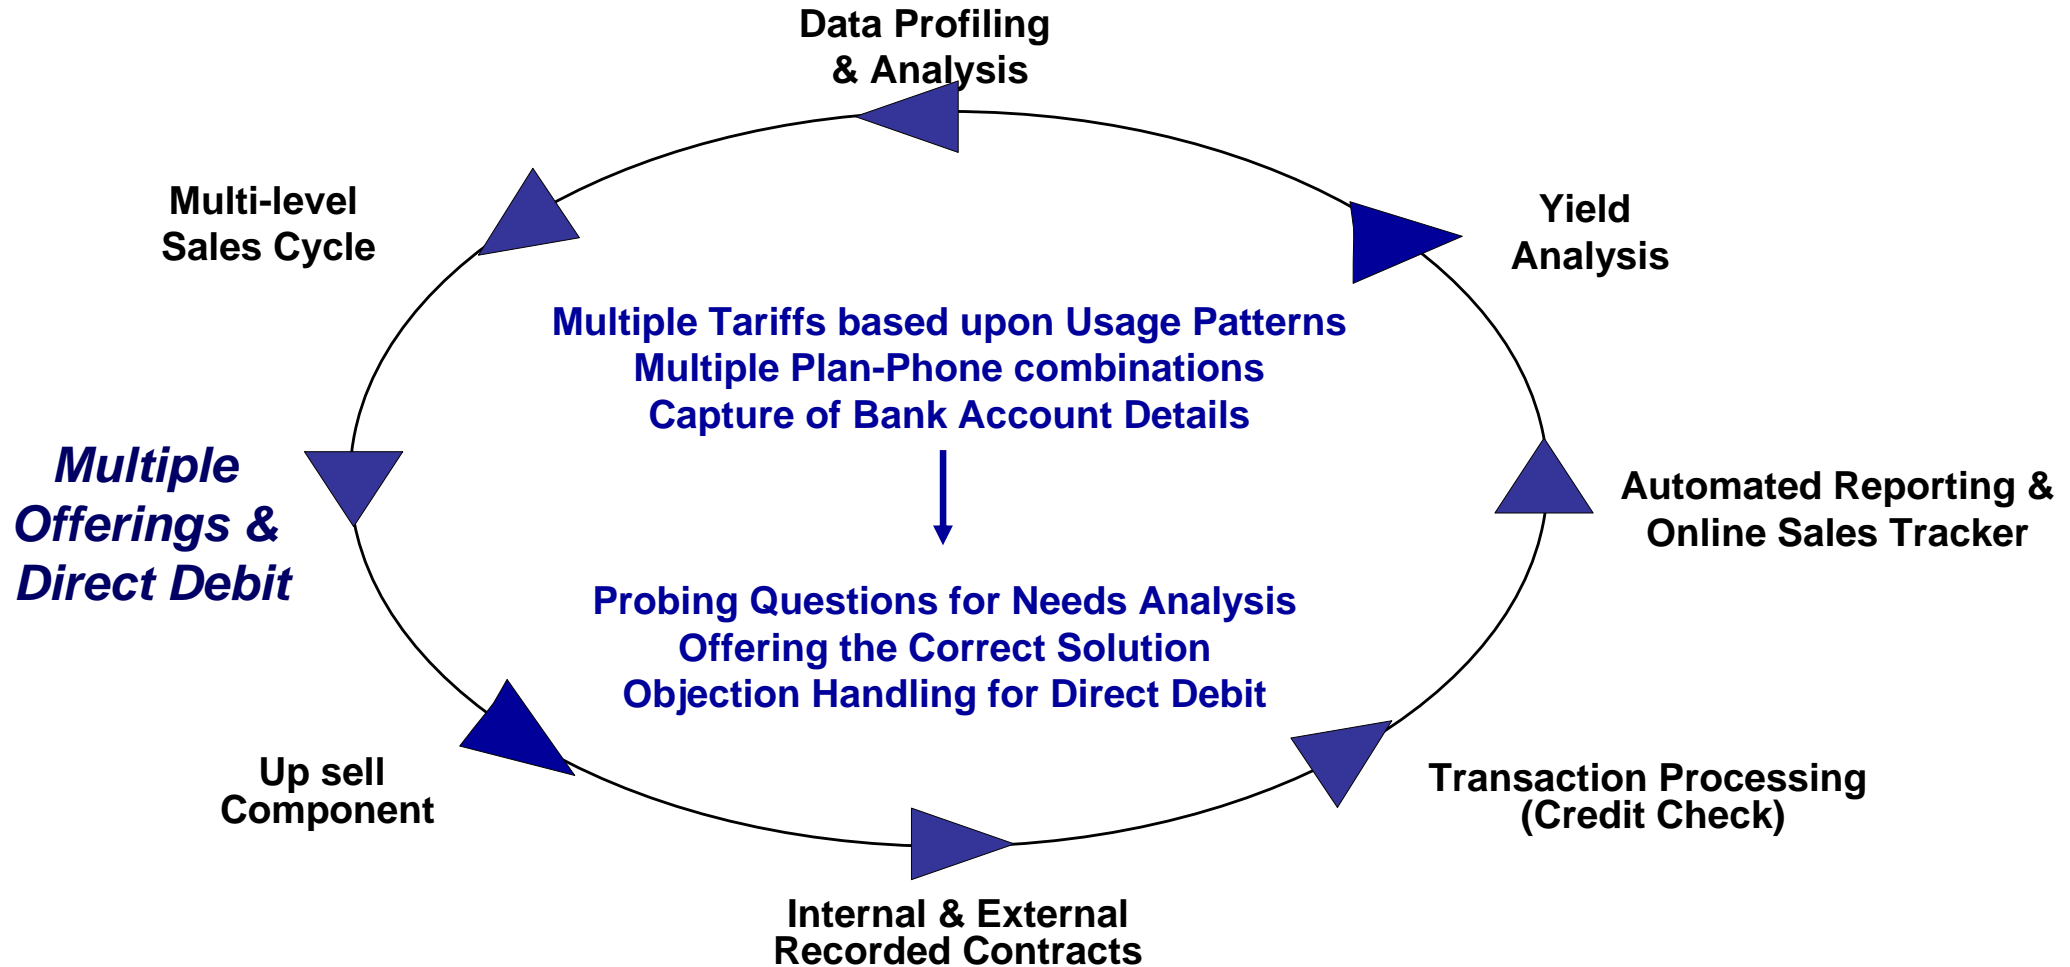 Data Profiling
& Analysis
Multi-level
Sales Cycle
Yield
Analysis
Multiple Tariffs based upon Usage Patterns
Multiple Plan-Phone combinations
Capture of Bank Account Details
Multiple
Offerings &
Direct Debit
Automated Reporting &
Online Sales Tracker
Probing Questions for Needs Analysis
Offering the Correct Solution
Objection Handling for Direct Debit
Up sell
Component
Transaction Processing
(Credit Check)
Internal & External
Recorded Contracts